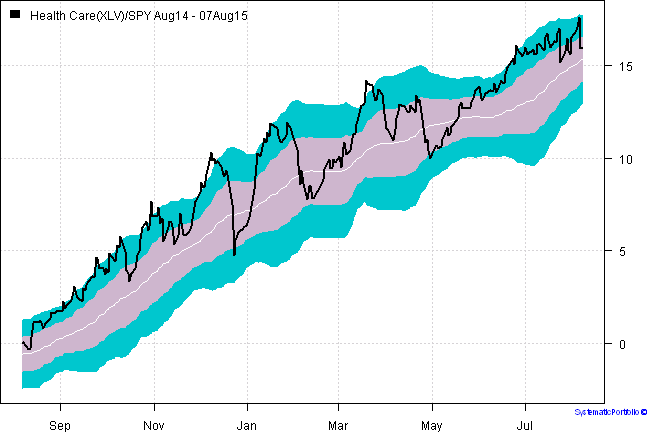 Health Care(XLV)/SPY Aug14 - 07Aug15
15
10
5
0
Sep Nov Jan Mar May Jul
SystematicPortfolio ©